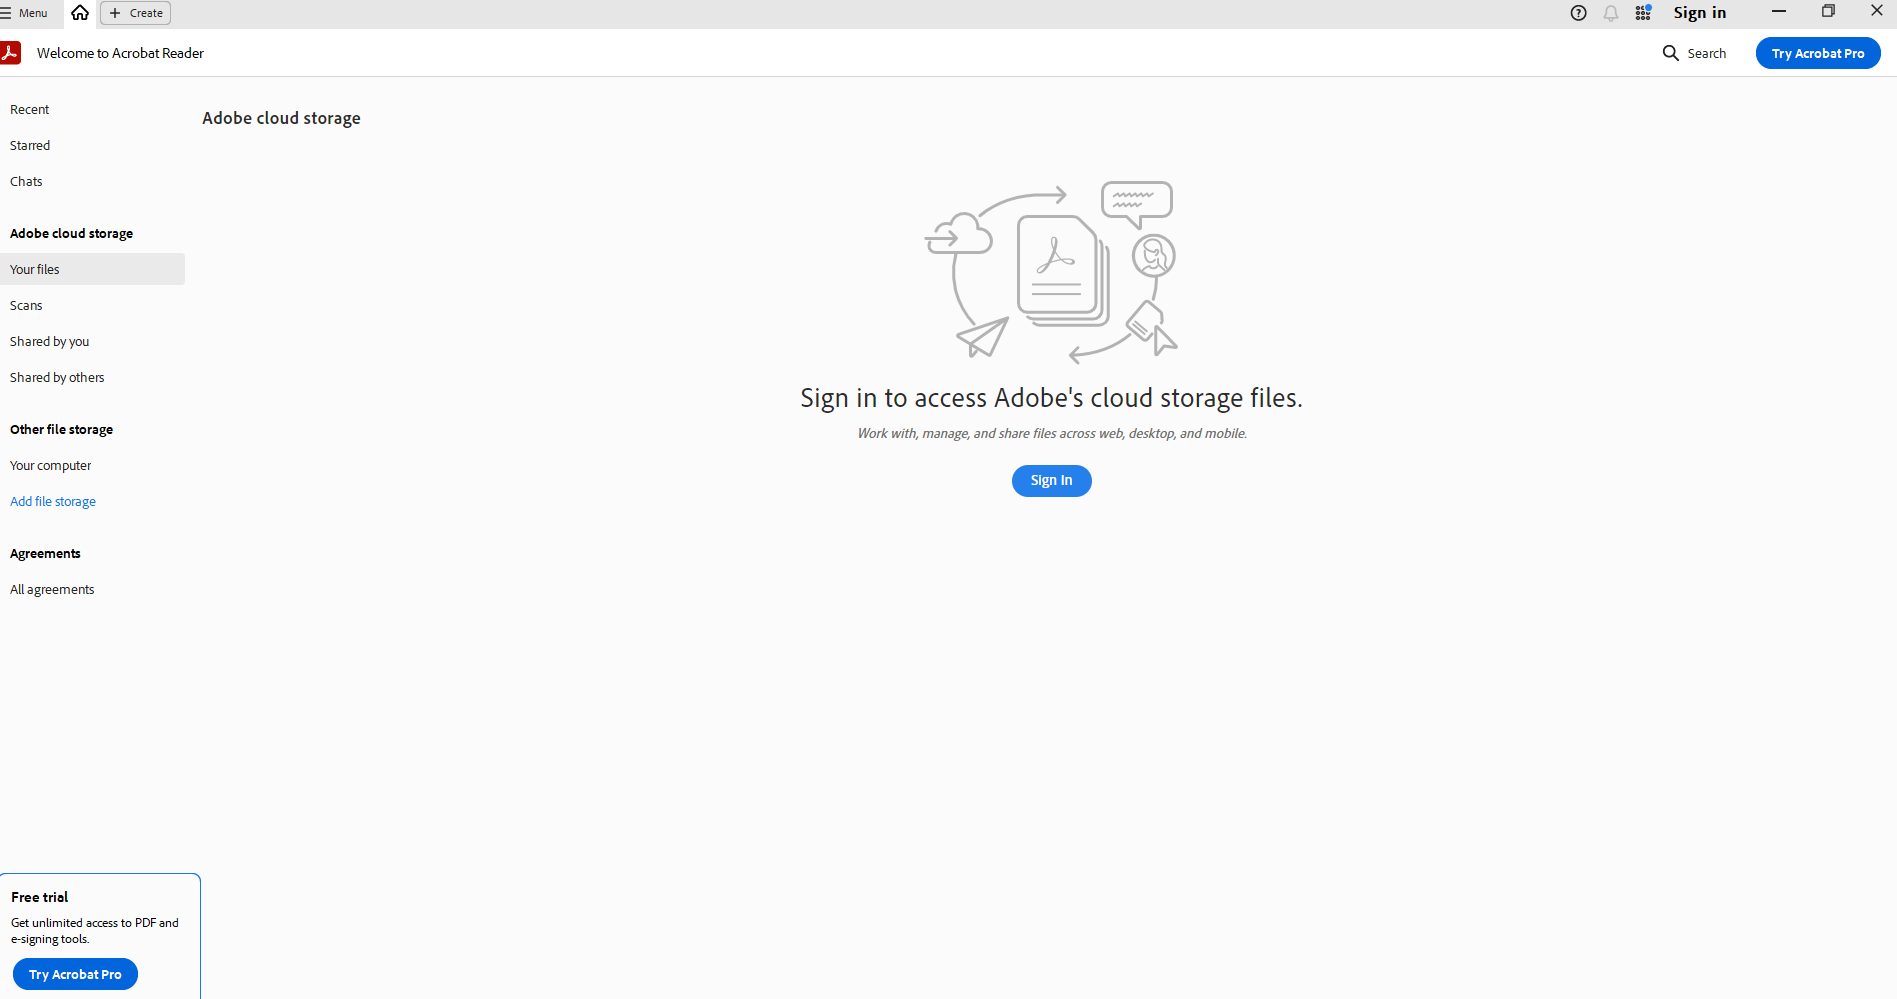 Menu
Create
Sign in
Welcome to Acrobat Reader
Search
Try Acrobat Pro
Recent
Starred
Chats
Adobe cloud storage
Your files
Scans
Shared by you
Shared by others
Other file storage
Your computer
Add file storage
Agreements
All agreements
Adobe cloud storage
Sign in to access Adobe's cloud storage files.
Work with, manage, and share files across web, desktop, and mobile.
Sign in
Free trial
Get unlimited access to PDF and
e-signing tools.
Try Acrobat Pro